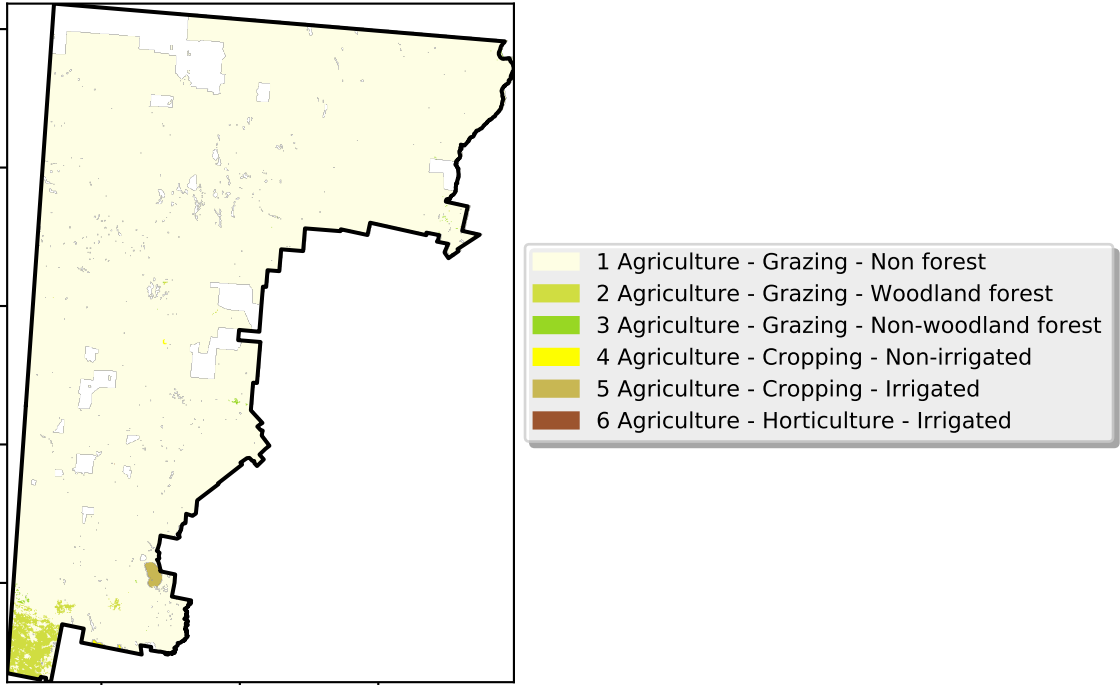 1 Agriculture - Grazing - Non forest
2 Agriculture - Grazing - Woodland forest
3 Agriculture - Grazing - Non-woodland forest
4 Agriculture - Cropping - Non-irrigated
5 Agriculture - Cropping - Irrigated
6 Agriculture - Horticulture - Irrigated